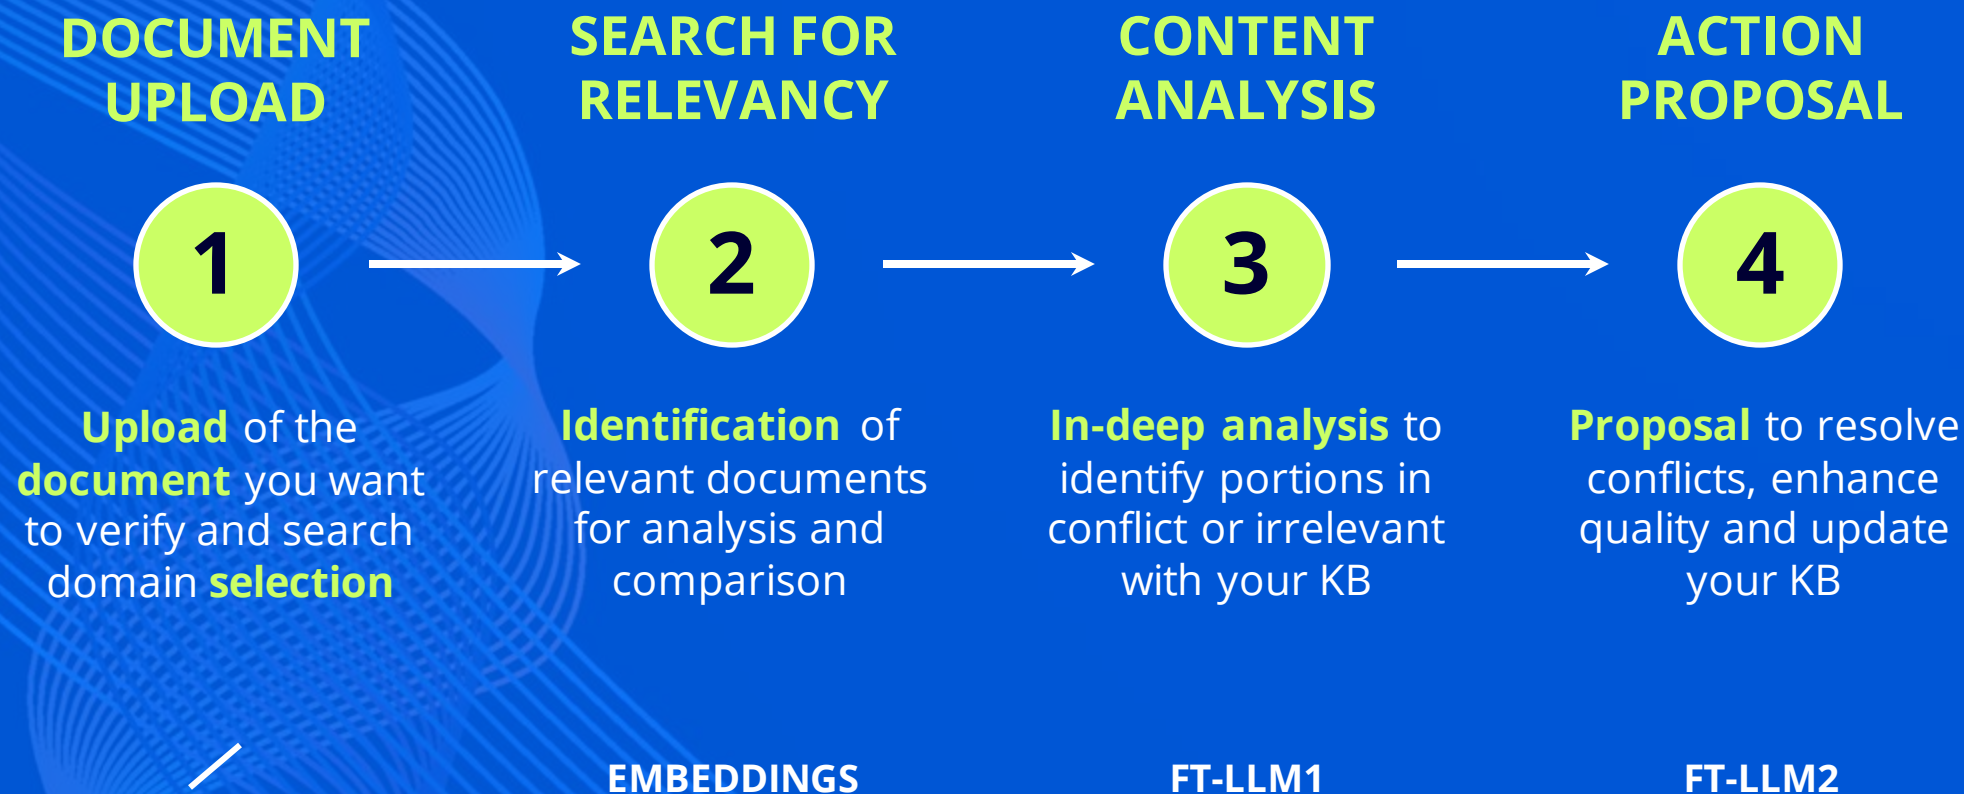 DOCUMENT
UPLOAD
1
Upload of the
document you want
to verify and search
domain selection
SEARCH FOR
RELEVANCY
2
Identification of
relevant documents
for analysis and
comparison
EMBEDDINGS
CONTENT
ANALYSIS
3
In-deep analysis to
identify portions in
conflict or irrelevant
with your KB
FT-LLM1
ACTION
PROPOSAL
4
Proposal to resolve
conflicts, enhance
quality and update
your KB
FT-LLM2